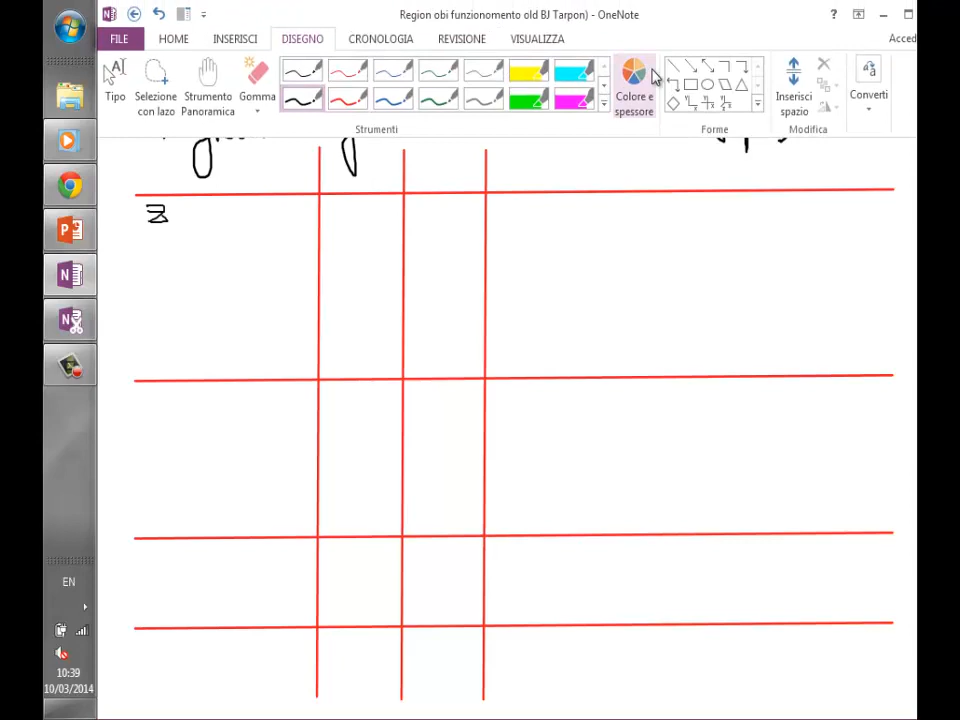 Region obi funzionomento old BJ Tarpon) - OneNote
?
FILE HOME INSERISCI DISEGNO CRONOLOGIA REVISIONE VISUALIZZA Acced
Tipo
Selezione
con lazo
Strumento
Panoramica
Gomma
Colore e
spessore
Inserisci
spazio
Converti
Strumenti Forme Modifica
EN
10:39
10/03/2014